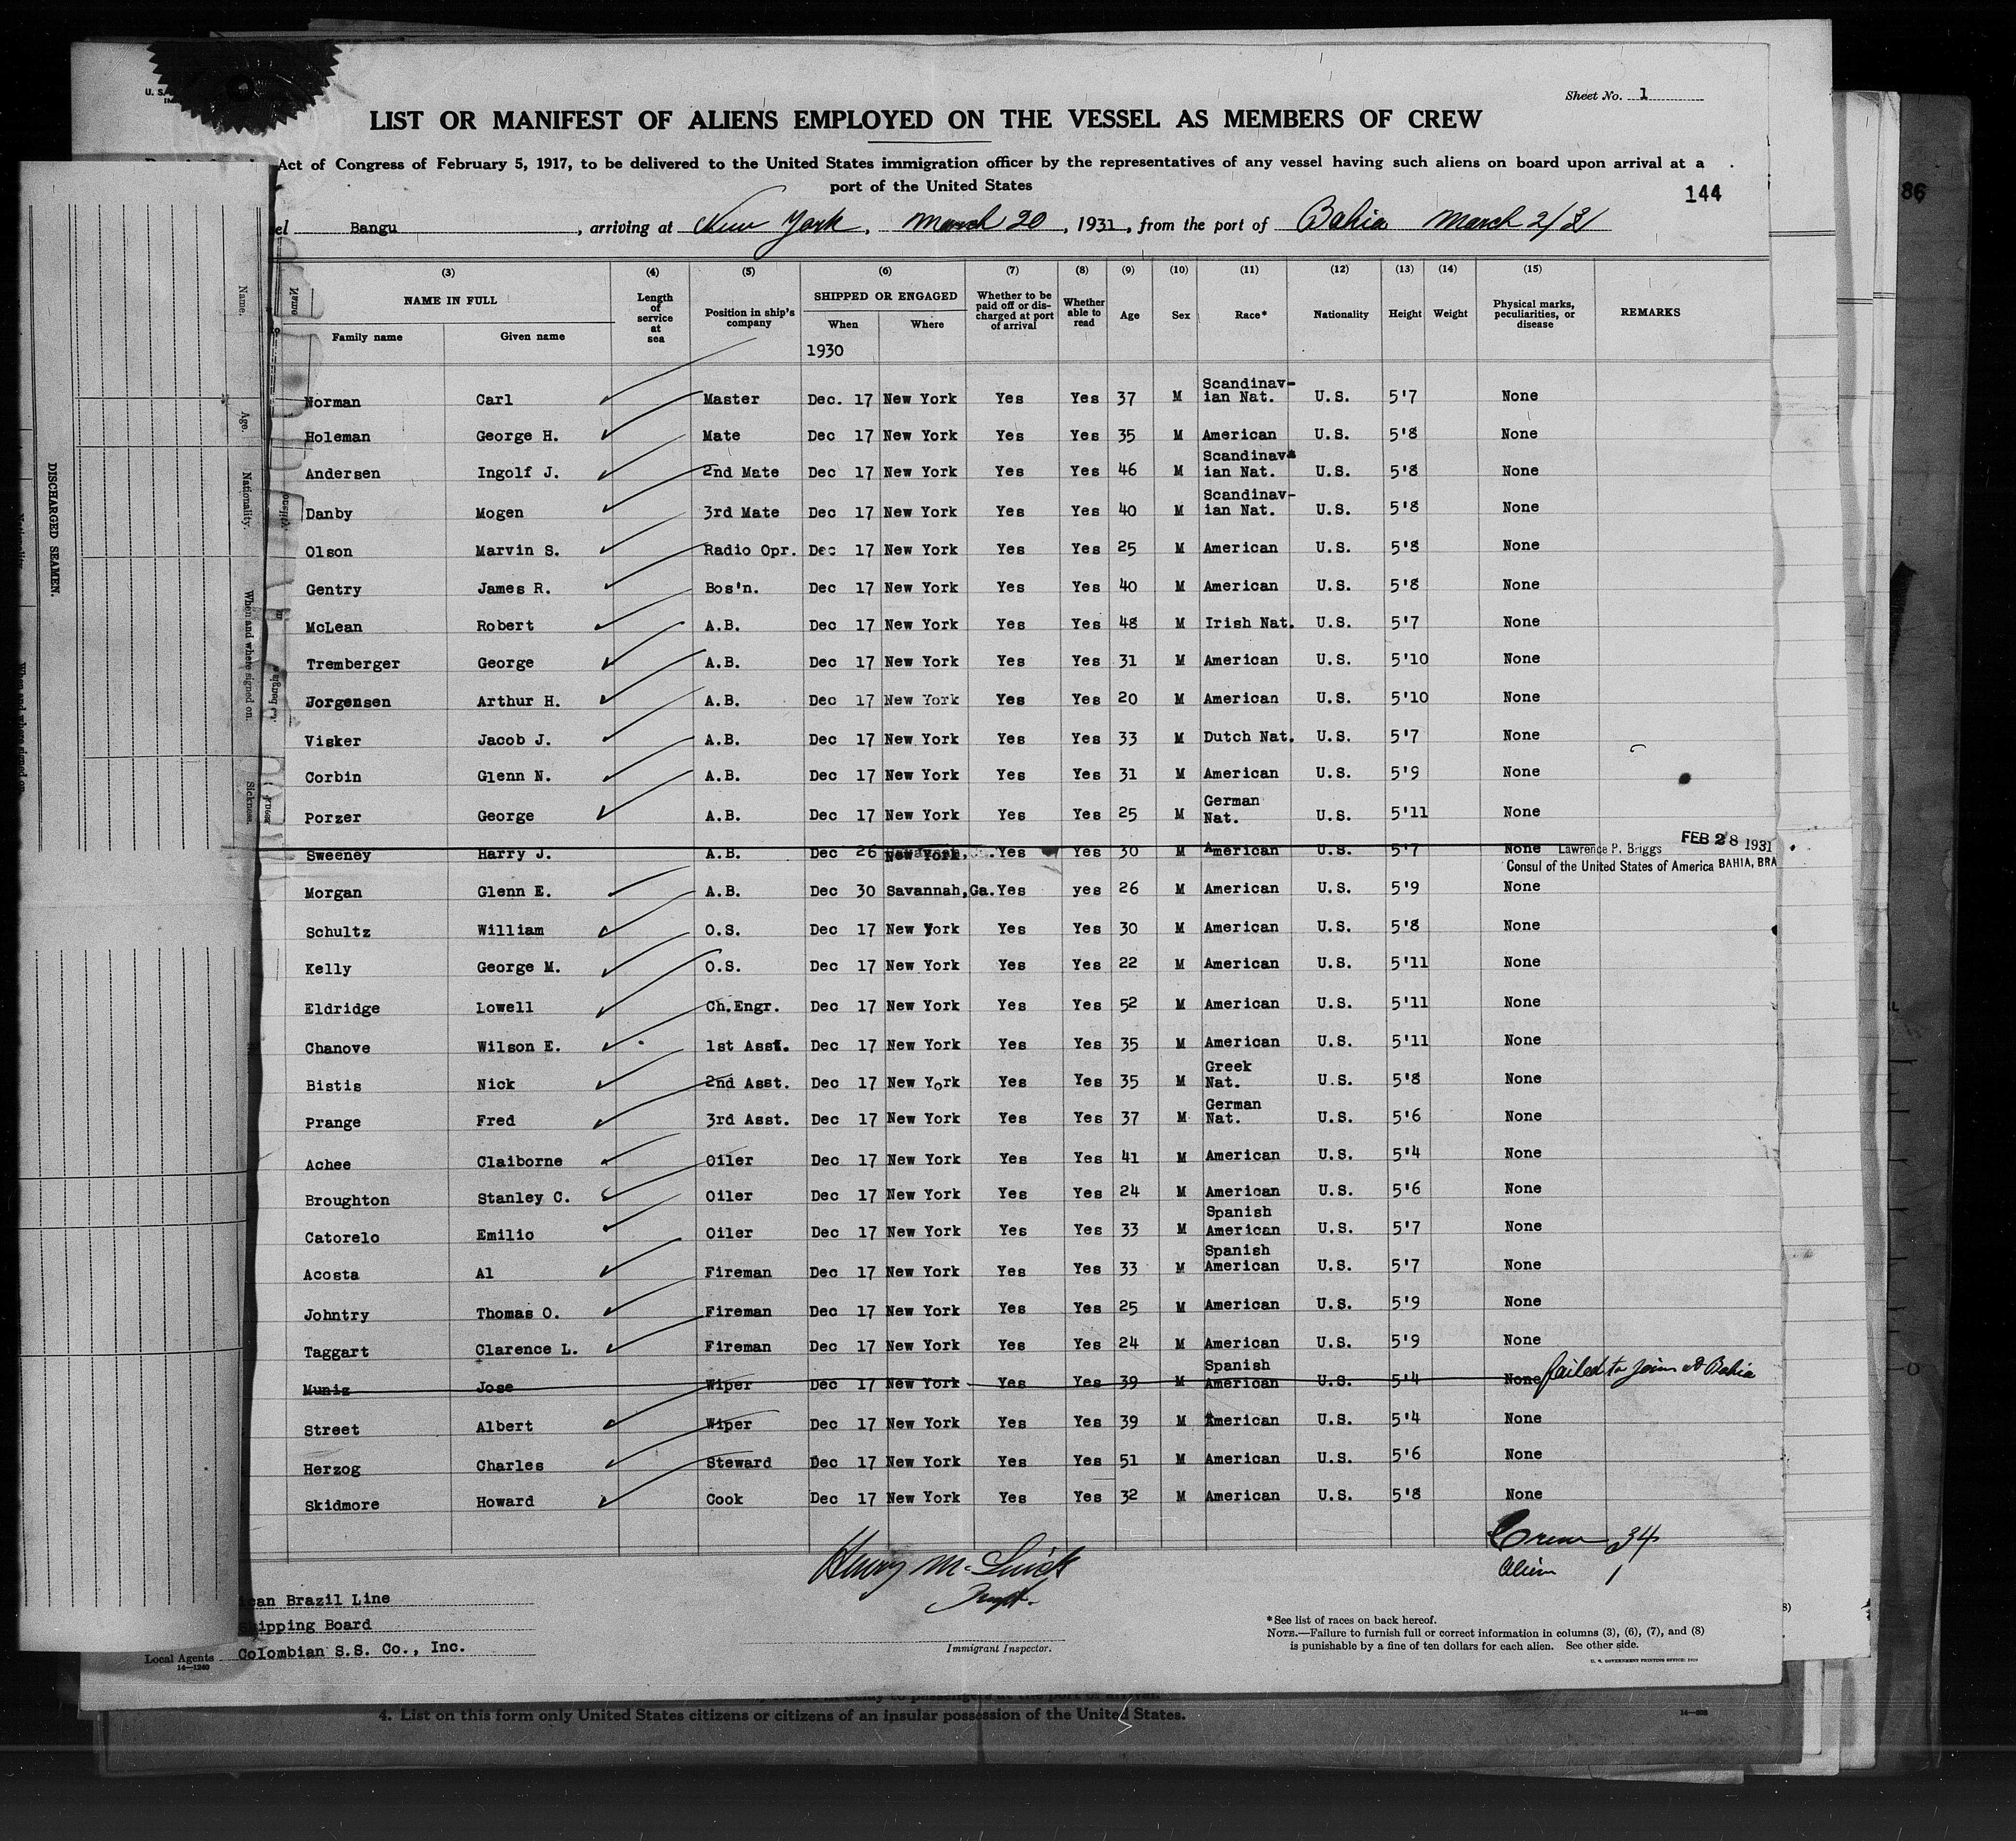 Sheet No. 1
LIST OR MANIFEST OF ALIENS EMPLOYED ON THE VESSEL AS MEMBERS OF CREW
Act of Congress of February 5, 1917, to be delivered to the United States immigration officer by the representatives of any vessel having such aliens on board upon arrival at a
port of the United States
144
86
el Bangu, arriving at New York, March 20, 1931, from the port of Bahia March 2/31
(3) (4) (5) (6) (7) (8) (9) (10) (11) (12) (13) (14) (15)
NAME IN FULL Length of service at sea Position in ship's company SHIPPED OR ENGAGED Whether to be paid off or discharged at port of arrival Whether able to read Age Sex Race* Nationality Height Weight Physical marks, peculiarities, or disease REMARKS
Family name Given name When Where
1930
Norman Carl Master Dec. 17 New York Yes Yes 37 M Scandinav-ian Nat. U.S. 5'7 None
Holeman George H. Mate Dec 17 New York Yes Yes 35 M American U.S. 5'8 None
Andersen Ingolf J. 2nd Mate Dec 17 New York Yes Yes 46 M Scandinav-ian Nat. U.S. 5'8 None
Danby Mogen 3rd Mate Dec 17 New York Yes Yes 40 M Scandinav-ian Nat. U.S. 5'8 None
Olson Marvin S. Radio Opr. Dec 17 New York Yes Yes 25 M American U.S. 5'8 None
Gentry James R. Bos'n. Dec 17 New York Yes Yes 40 M American U.S. 5'8 None
McLean Robert A.B. Dec 17 New York Yes Yes 48 M Irish Nat. U.S. 5'7 None
Tremberger George A.B. Dec 17 New York Yes Yes 31 M American U.S. 5'10 None
Jorgensen Arthur H. A.B. Dec 17 New York Yes Yes 20 M American U.S. 5'10 None
Visker Jacob J. A.B. Dec 17 New York Yes Yes 33 M Dutch Nat. U.S. 5'7 None
Corbin Glenn N. A.B. Dec 17 New York Yes Yes 31 M American U.S. 5'9 None
Porzer George A.B. Dec 17 New York Yes Yes 25 M German Nat. U.S. 5'11 None
Sweeney Harry J. A.B. Dec 26 New York, Yes Yes 30 M American U.S. 5'7 None Lawrence P. Briggs FEB 28 1931
Consul of the United States of America BAHIA, BRA
Morgan Glenn E. A.B. Dec 30 Savannah, Ga. Yes yes 26 M American U.S. 5'9 None
Schultz William O.S. Dec 17 New York Yes Yes 30 M American U.S. 5'8 None
Kelly George M. O.S. Dec 17 New York Yes Yes 22 M American U.S. 5'11 None
Eldridge Lowell Ch.Engr. Dec 17 New York Yes Yes 52 M American U.S. 5'11 None
Chanove Wilson E. 1st Asst. Dec 17 New York Yes Yes 35 M American U.S. 5'11 None
Bistis Nick 2nd Asst. Dec 17 New York Yes Yes 35 M Greek Nat. U.S. 5'8 None
Prange Fred 3rd Asst. Dec 17 New York Yes Yes 37 M German Nat. U.S. 5'6 None
Achee Claiborne Oiler Dec 17 New York Yes Yes 41 M American U.S. 5'4 None
Broughton Stanley C. Oiler Dec 17 New York Yes Yes 24 M American U.S. 5'6 None
Catorelo Emilio Oiler Dec 17 New York Yes Yes 33 M Spanish American U.S. 5'7 None
Acosta Al Fireman Dec 17 New York Yes Yes 33 M Spanish American U.S. 5'7 None
Johntry Thomas O. Fireman Dec 17 New York Yes Yes 25 M American U.S. 5'9 None
Taggart Clarence L. Fireman Dec 17 New York Yes Yes 24 M American U.S. 5'9 None
Muniz Jose Wiper Dec 17 New York Yes Yes 39 M Spanish American U.S. 5'4 None failed to join at Bahia
Street Albert Wiper Dec 17 New York Yes Yes 39 M American U.S. 5'4 None
Herzog Charles Steward Dec 17 New York Yes Yes 51 M American U.S. 5'6 None
Skidmore Howard Cook Dec 17 New York Yes Yes 32 M American U.S. 5'8 None
Crew 34
Alien 1
ican Brazil Line
hipping Board
Local Agents Colombian S.S. Co., Inc.
14-1240
Immigrant Inspector.
*See list of races on back hereof.
NOTE.—Failure to furnish full or correct information in columns (3), (6), (7), and (8)
is punishable by a fine of ten dollars for each alien. See other side.
4. List on this form only United States citizens or citizens of an insular possession of the United States.
DISCHARGED SEAMEN.
Name.
Age.
Nationality.
When and where signed on.
Sickness.